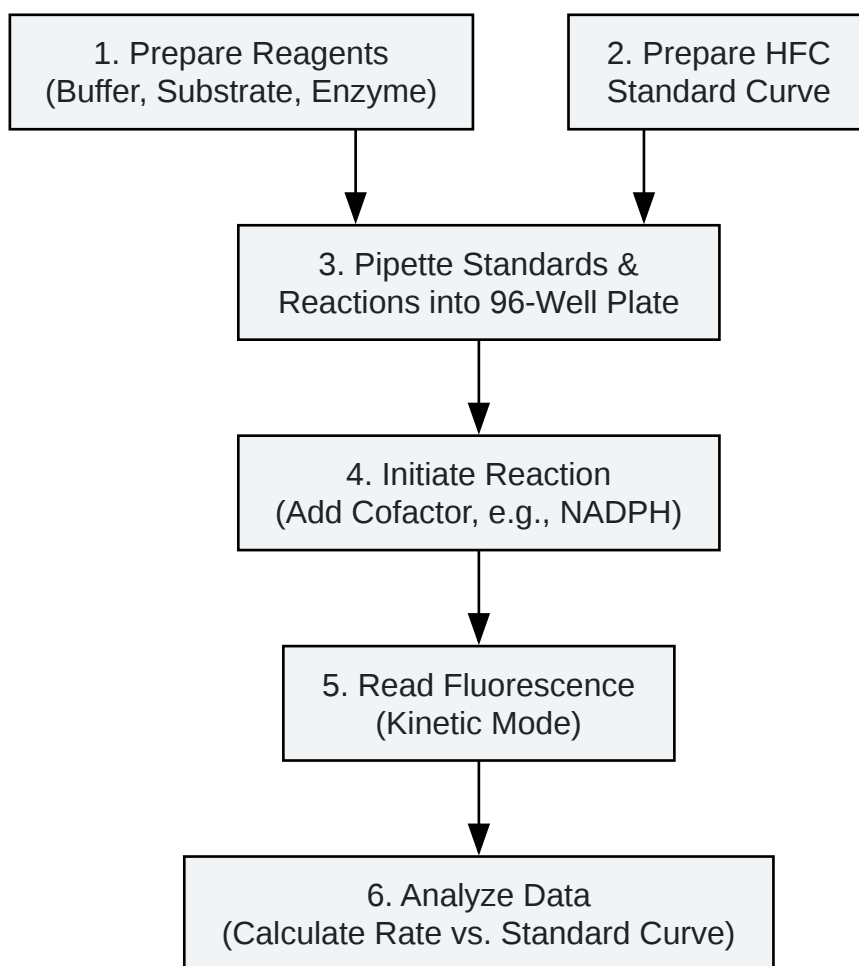 1. Prepare Reagents
(Buffer, Substrate, Enzyme)
2. Prepare HFC
Standard Curve
3. Pipette Standards &
Reactions into 96-Well Plate
4. Initiate Reaction
(Add Cofactor, e.g., NADPH)
5. Read Fluorescence
(Kinetic Mode)
6. Analyze Data
(Calculate Rate vs. Standard Curve)